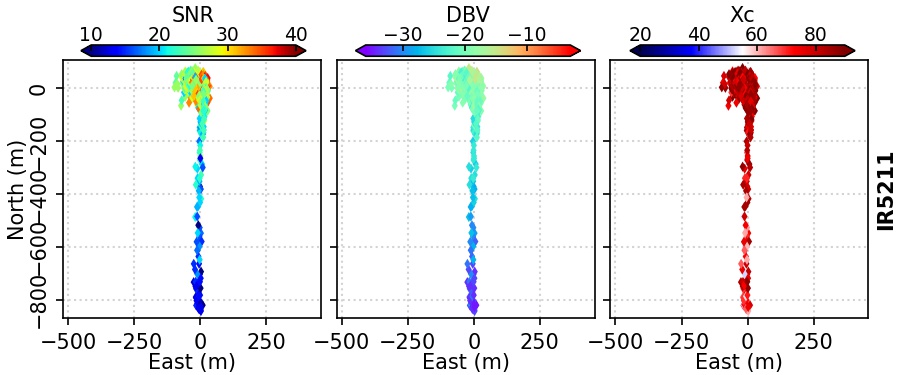 SNR DBV Xc
10 20 30 40 −30 −20 −10 20 40 60 80
North (m)
0
−200
−400
−600
−800
−500 −250 0 250 −500 −250 0 250 −500 −250 0 250
East (m) East (m) East (m)
IR5211